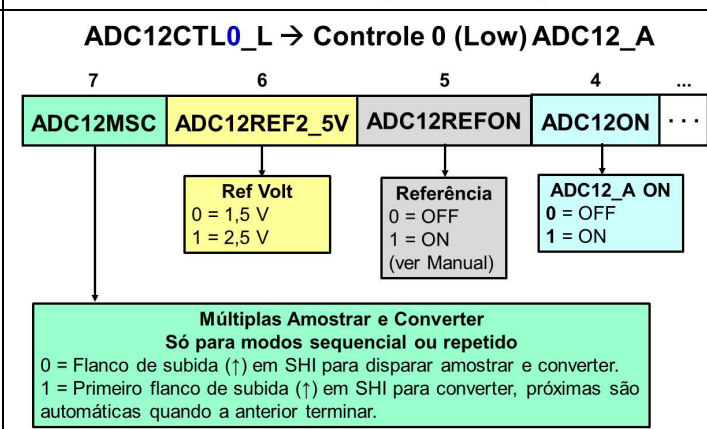 ADC12CTL0_L → Controle 0 (Low) ADC12_A
7 6 5 4 ...
ADC12MSC ADC12REF2_5V ADC12REFON ADC12ON ...
Ref Volt
0 = 1,5 V
1 = 2,5 V
Referência
0 = OFF
1 = ON
(ver Manual)
ADC12_A ON
0 = OFF
1 = ON
Múltiplas Amostrar e Converter
Só para modos sequencial ou repetido
0 = Flanco de subida (↑) em SHI para disparar amostrar e converter.
1 = Primeiro flanco de subida (↑) em SHI para converter, próximas são
automáticas quando a anterior terminar.